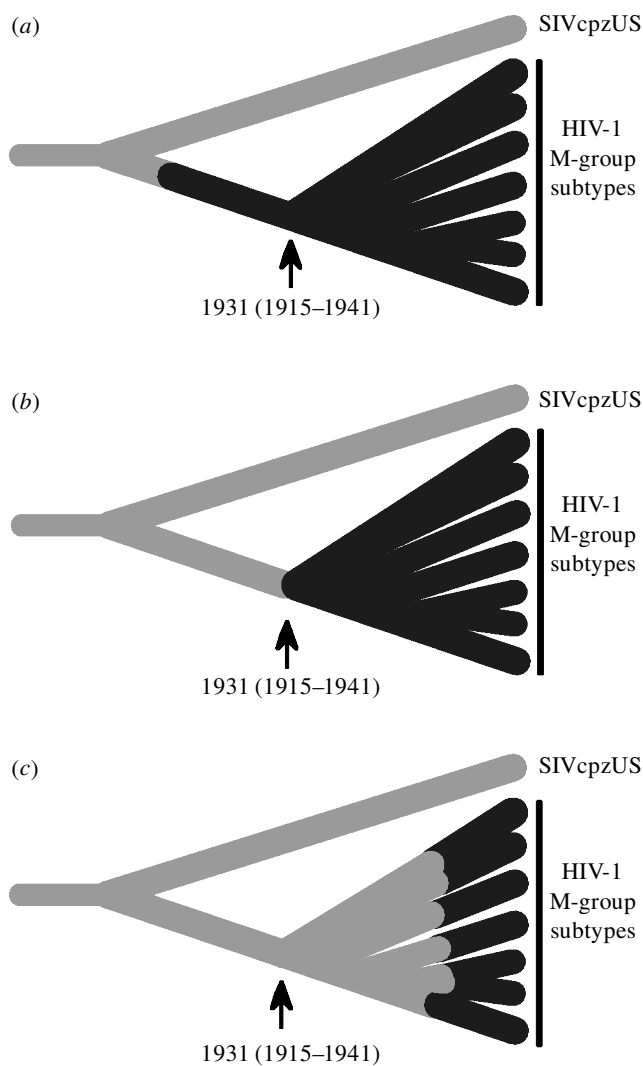 (a)
SIVcpzUS
HIV-1
M-group
subtypes
1931 (1915–1941)
(b)
SIVcpzUS
HIV-1
M-group
subtypes
1931 (1915–1941)
(c)
SIVcpzUS
HIV-1
M-group
subtypes
1931 (1915–1941)